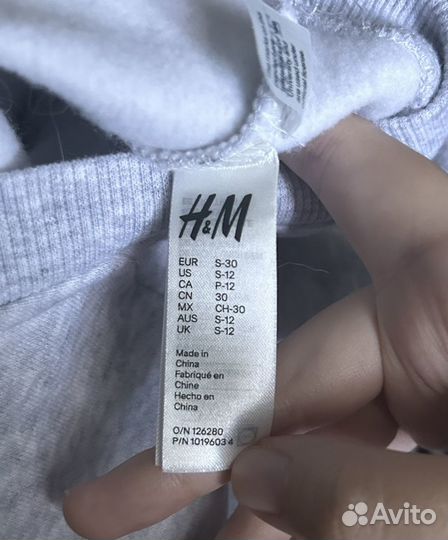 H&M
EUR S-30
US S-12
CA P-12
CN 30
MX CH-30
AUS S-12
UK S-12
Made in
China
Fabriqué en
Chine
Hecho en
China
O/N 126280
P/N 1019603 4
Avito